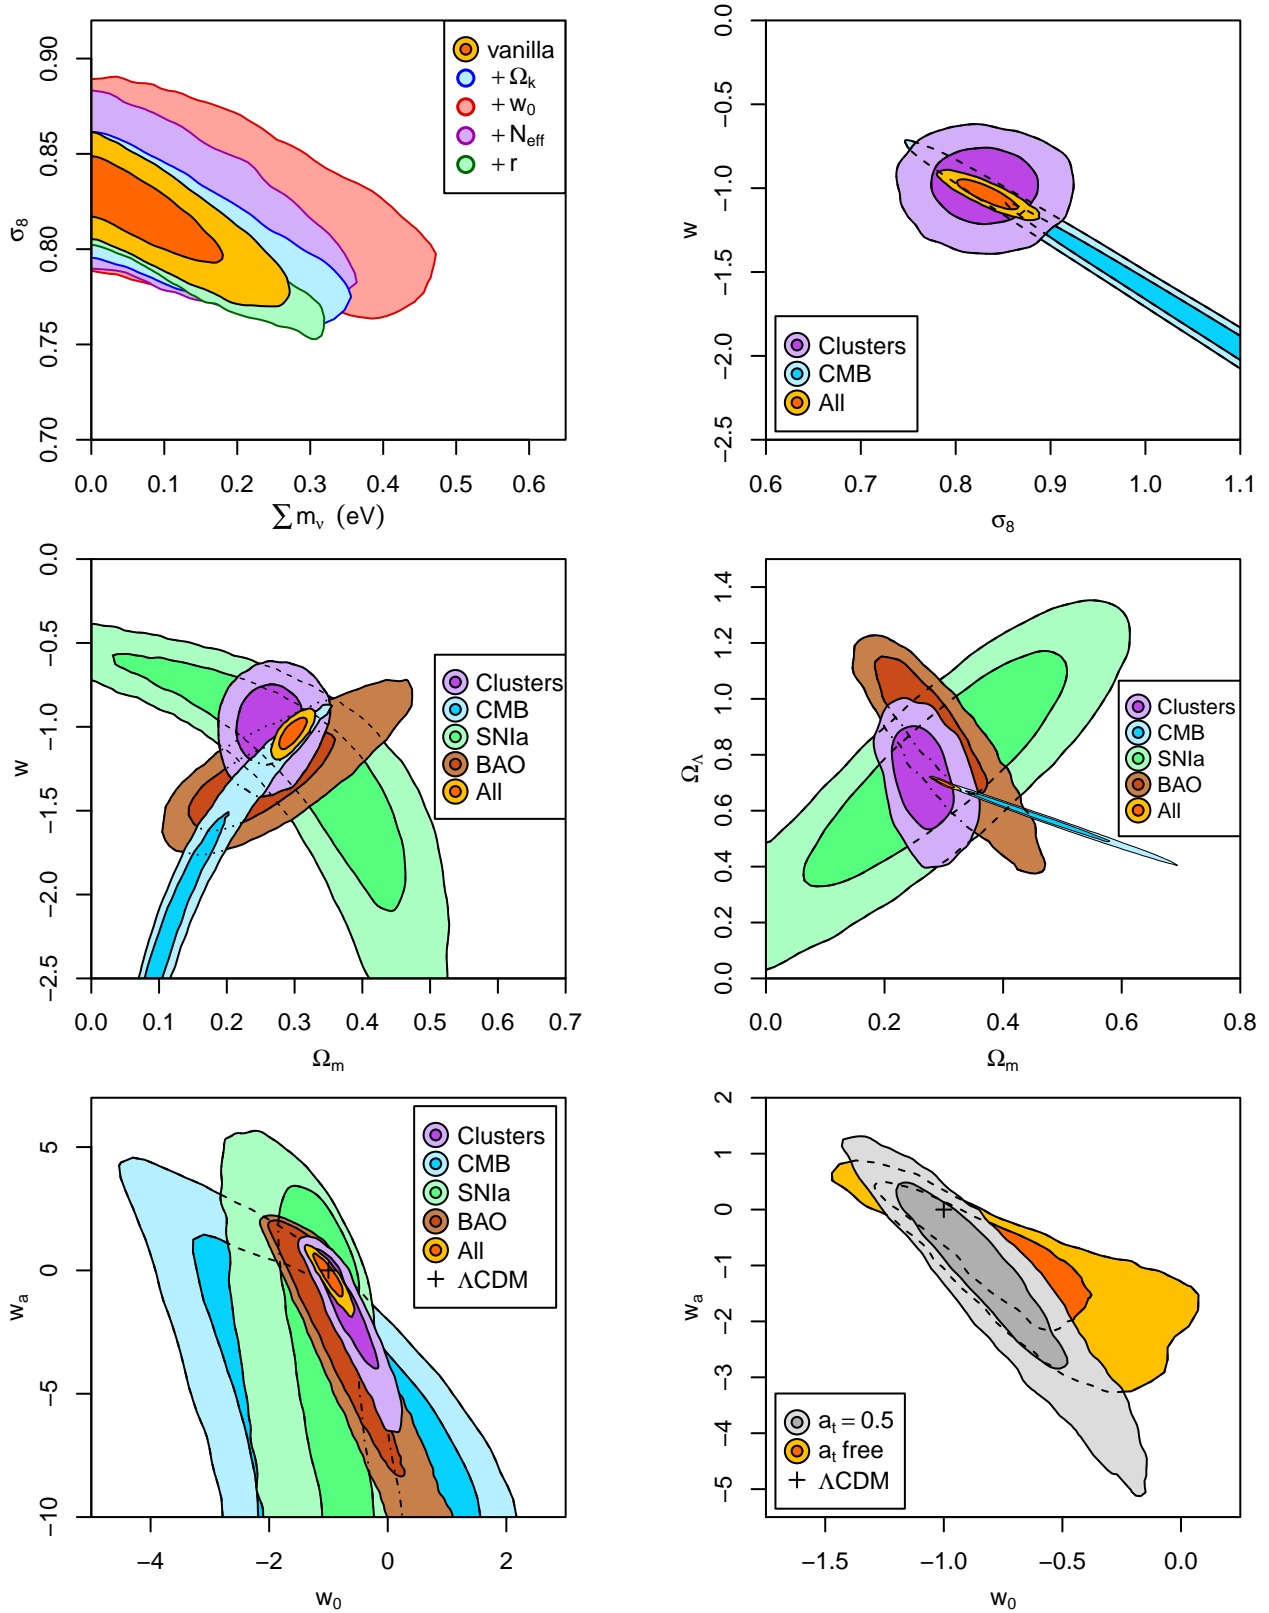 vanilla
+ Ωk
+ w0
+ Neff
+ r
σ8
0.70 0.75 0.80 0.85 0.90
0.0 0.1 0.2 0.3 0.4 0.5 0.6
∑ mν (eV)
Clusters
CMB
All
w
−2.5 −2.0 −1.5 −1.0 −0.5 0.0
0.6 0.7 0.8 0.9 1.0 1.1
σ8
Clusters
CMB
SNIa
BAO
All
w
−2.5 −2.0 −1.5 −1.0 −0.5 0.0
0.0 0.1 0.2 0.3 0.4 0.5 0.6 0.7
Ωm
Clusters
CMB
SNIa
BAO
All
ΩΛ
0.0 0.2 0.4 0.6 0.8 1.0 1.2 1.4
0.0 0.2 0.4 0.6 0.8
Ωm
Clusters
CMB
SNIa
BAO
All
ΛCDM
wa
−10 −5 0 5
−4 −2 0 2
w0
at = 0.5
at free
ΛCDM
wa
−5 −4 −3 −2 −1 0 1 2
−1.5 −1.0 −0.5 0.0
w0